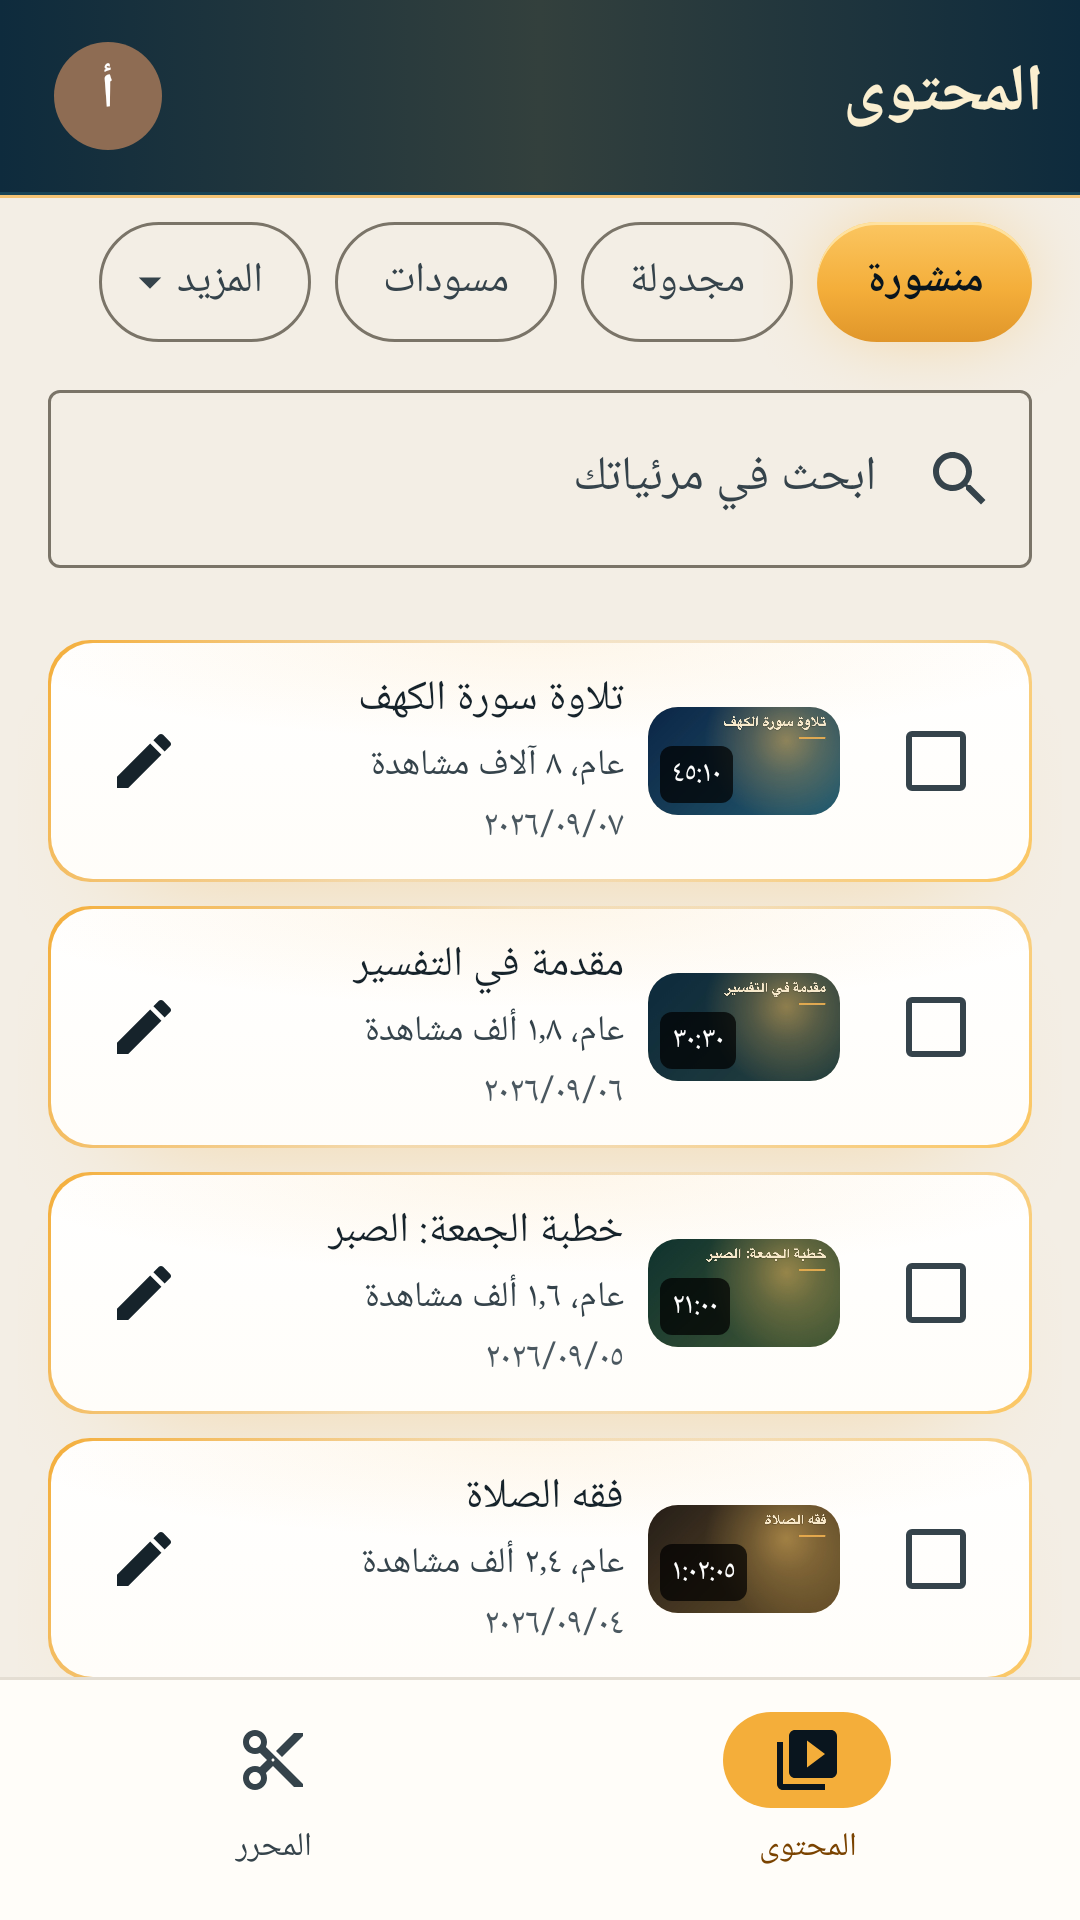 المحتوى
أ
منشورة
مجدولة
مسودات
المزيد
ابحث في مرئياتك
تلاوة سورة الكهف
٤٥:١٠
تلاوة سورة الكهف
عام، ٨ آلاف مشاهدة
٢٠٢٦/٠٩/٠٧
مقدمة في التفسير
٣٠:٣٠
مقدمة في التفسير
عام، ١٫٨ ألف مشاهدة
٢٠٢٦/٠٩/٠٦
خطبة الجمعة: الصبر
٢١:٠٠
خطبة الجمعة: الصبر
عام، ١٫٦ ألف مشاهدة
٢٠٢٦/٠٩/٠٥
فقه الصلاة
١:٠٢:٠٥
فقه الصلاة
عام، ٢٫٤ ألف مشاهدة
٢٠٢٦/٠٩/٠٤
المحتوى
المحرر